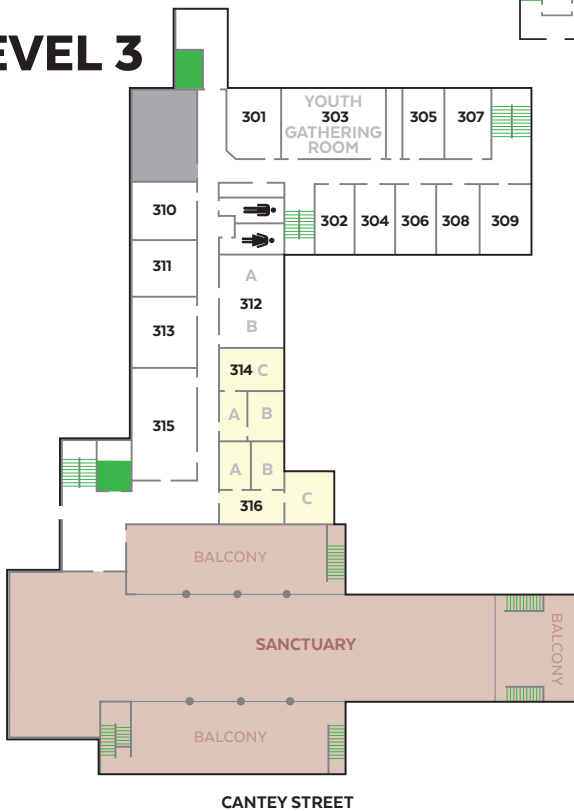 EVEL 3
YOUTH
301 303 305 307
GATHERING
ROOM
310
302 304 306 308 309
311
A
312
B
313
314 C
A B
315
A B
C
316
BALCONY
SANCTUARY
BALCONY
BALCONY
CANTEY STREET